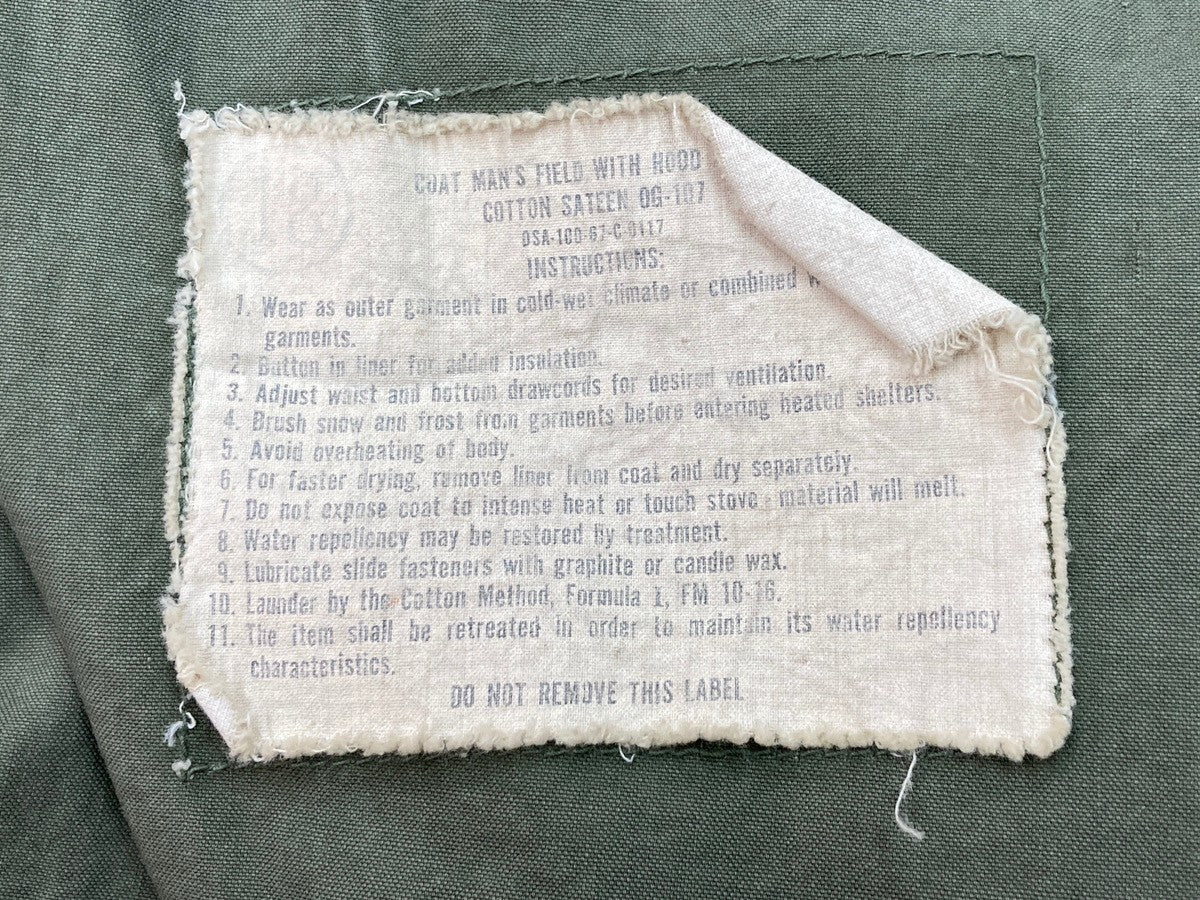 COAT MAN'S FIELD WITH HOOD
COTTON SATEEN OG-107
DSA-100-67-C-0117
INSTRUCTIONS:
1. Wear as outer garment in cold-wet climate or combined
garments.
2. Button in liner for added insulation.
3. Adjust waist and bottom drawcords for desired ventilation.
4. Brush snow and frost from garments before entering heated shelters.
5. Avoid overheating of body.
6. For faster drying, remove liner from coat and dry separately.
7. Do not expose coat to intense heat or touch stove - material will melt.
8. Water repellency may be restored by treatment.
9. Lubricate slide fasteners with graphite or candle wax.
10. Launder by the Cotton Method, Formula I, FM 10-16.
11. The item shall be retreated in order to maintain its water repellency
characteristics.
DO NOT REMOVE THIS LABEL